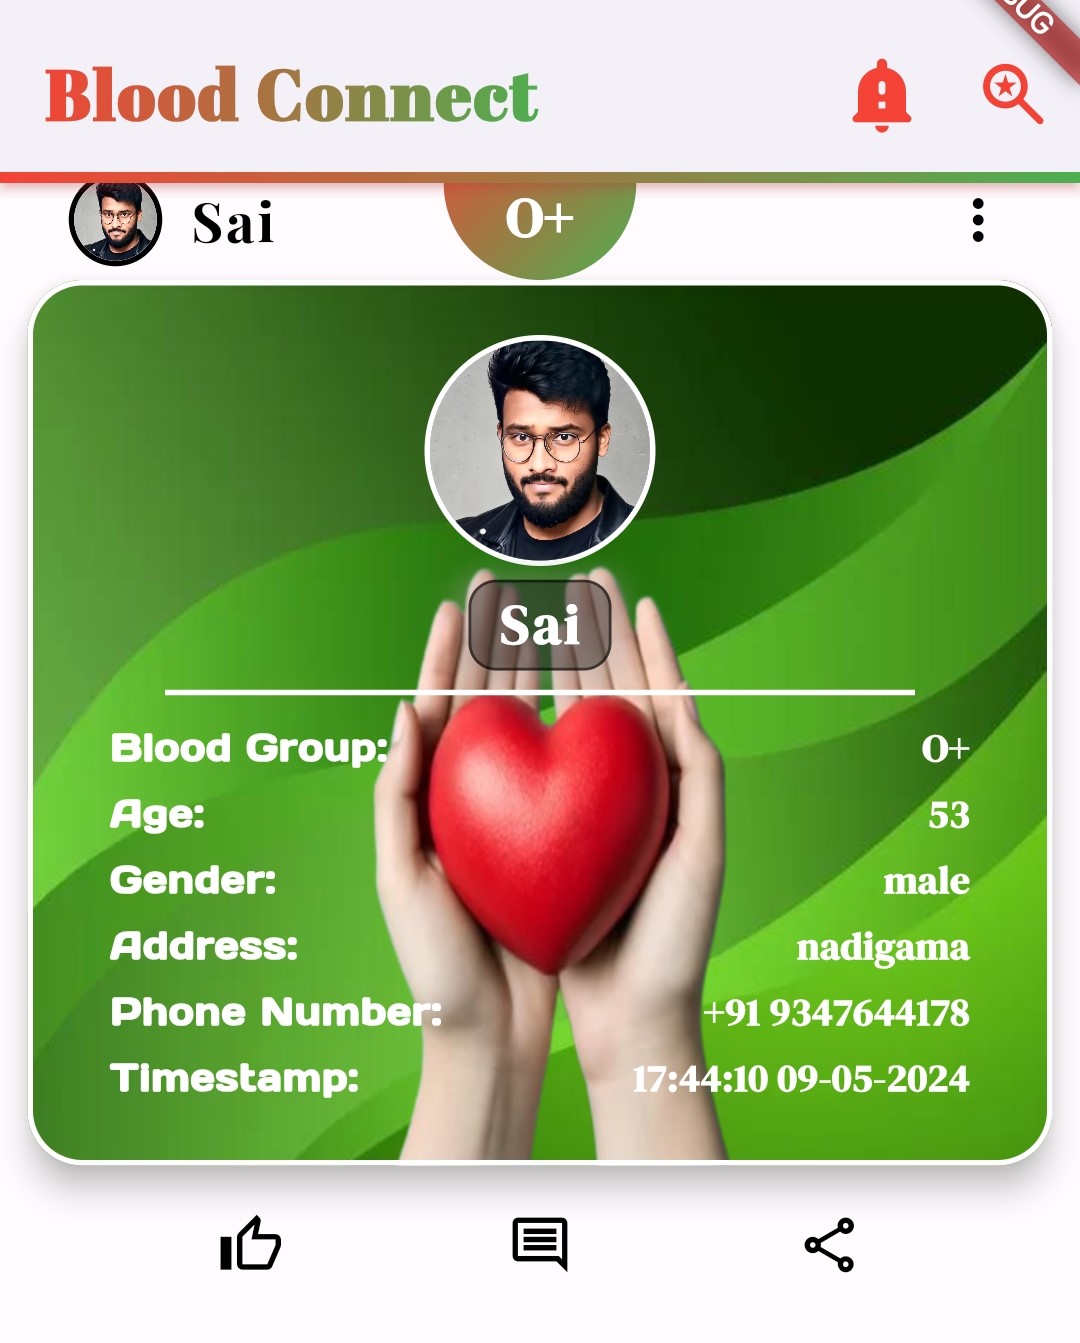 Blood Connect
Sai
O+
Sai
Blood Group: O+
Age: 53
Gender: male
Address: nadigama
Phone Number: +91 9347644178
Timestamp: 17:44:10 09-05-2024